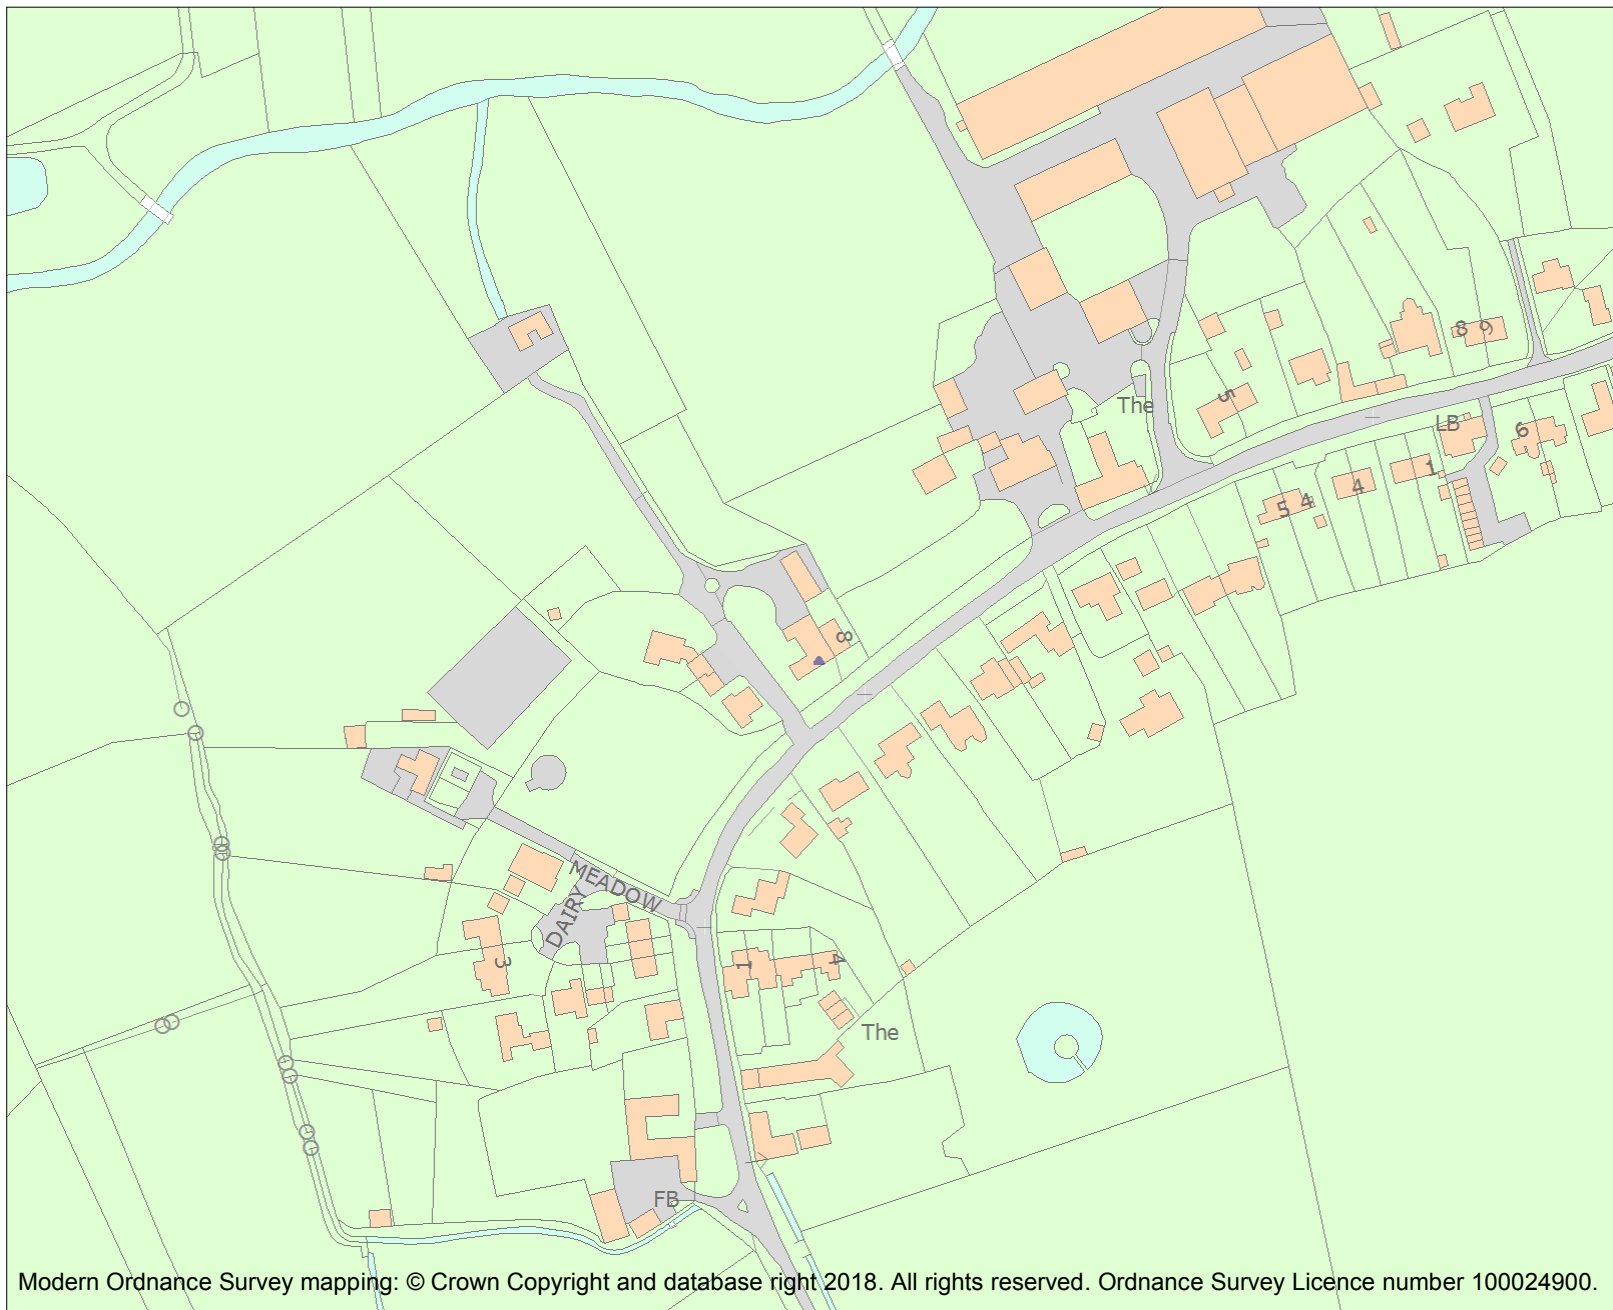 8 9
The
5
LB
6
1
4
5 4
8
MEADOW
DAIRY
3
1
4
The
FB
Modern Ordnance Survey mapping: © Crown Copyright and database right 2018. All rights reserved. Ordnance Survey Licence number 100024900.